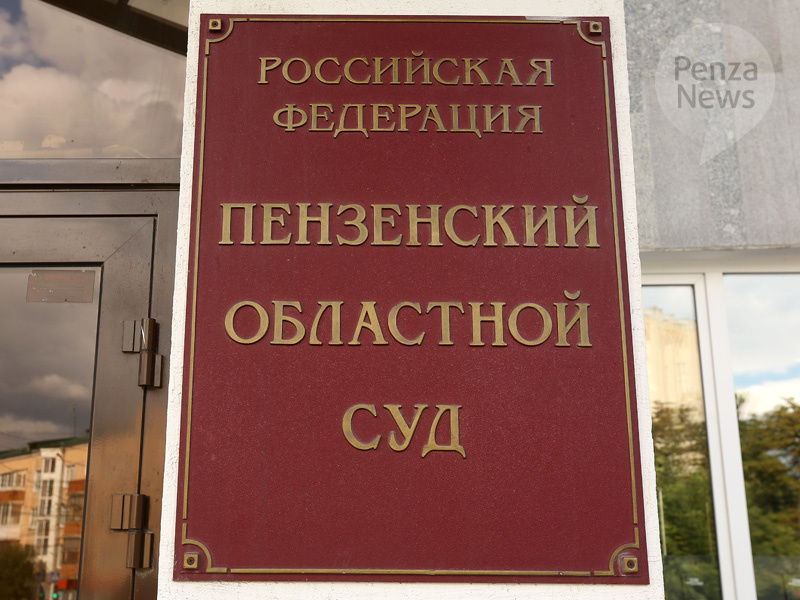 РОССИЙСКАЯ
ФЕДЕРАЦИЯ
ПЕНЗЕНСКИЙ
ОБЛАСТНОЙ
СУД
Penza
News